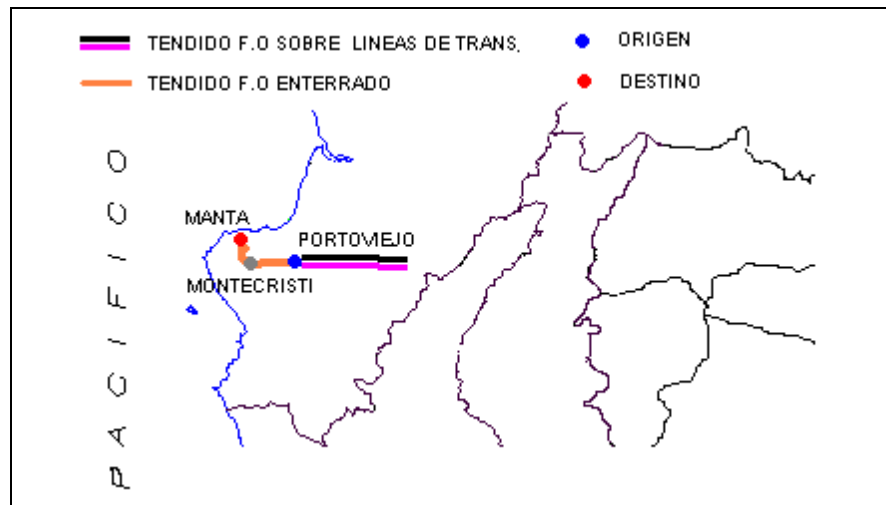 TENDIDO F.O SOBRE LINEAS DE TRANS.
ORIGEN
TENDIDO F.O ENTERRADO
DESTINO
PACIFICO
MANTA
PORTOVIEJO
MONTECRISTI